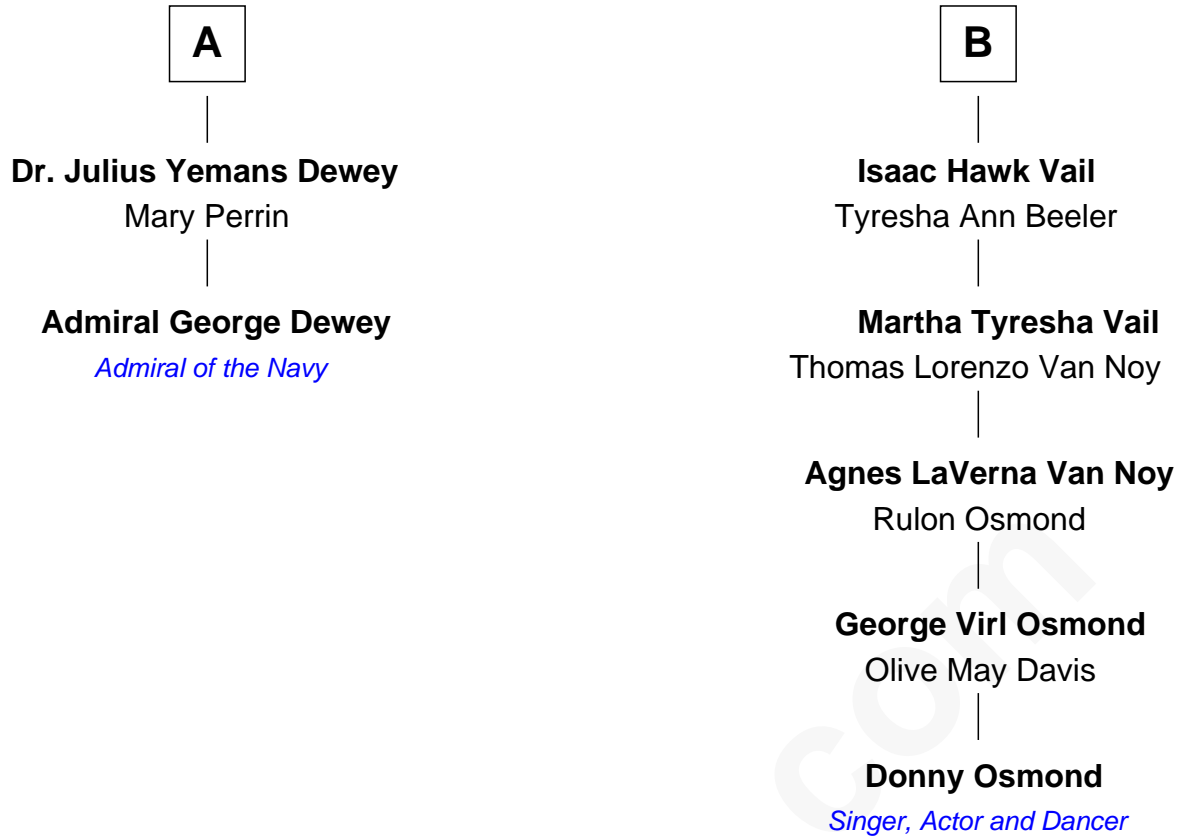 A
Dr. Julius Yemans Dewey
Mary Perrin
Admiral George Dewey
Admiral of the Navy
B
Isaac Hawk Vail
Tyresha Ann Beeler
Martha Tyresha Vail
Thomas Lorenzo Van Noy
Agnes LaVerna Van Noy
Rulon Osmond
George Virl Osmond
Olive May Davis
Donny Osmond
Singer, Actor and Dancer
com